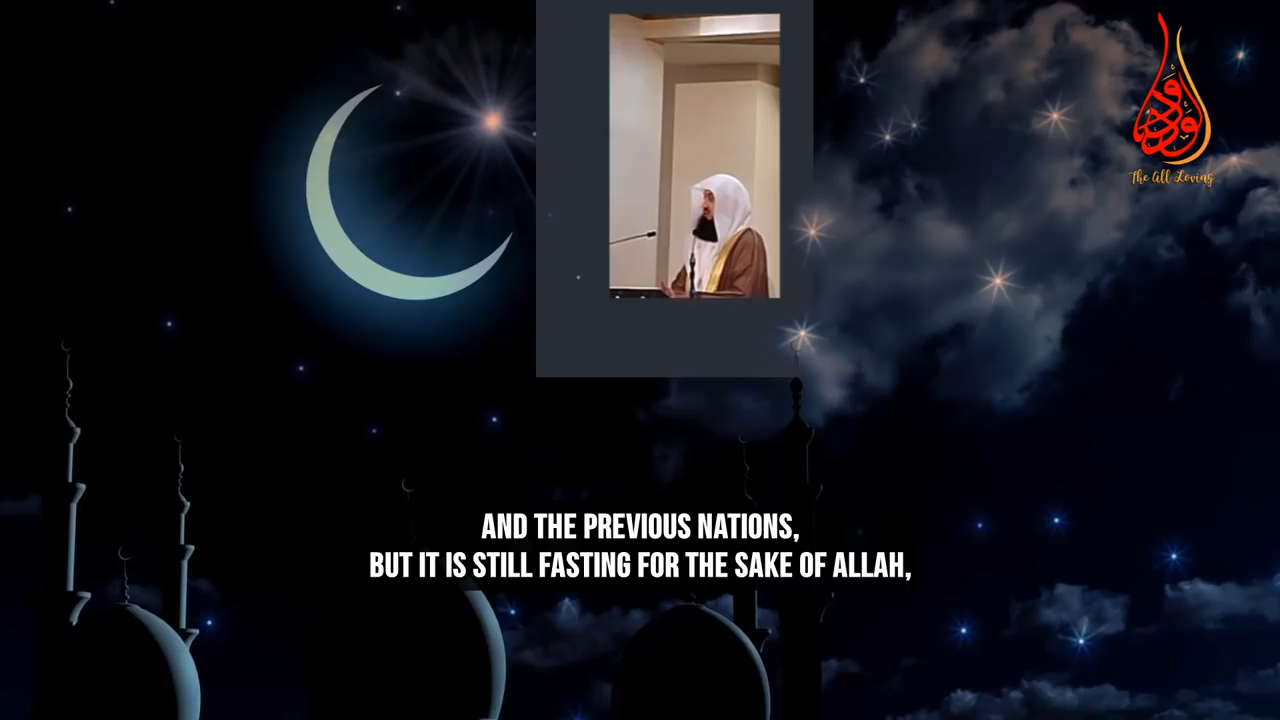 The All Loving
AND THE PREVIOUS NATIONS,
BUT IT IS STILL FASTING FOR THE SAKE OF ALLAH,